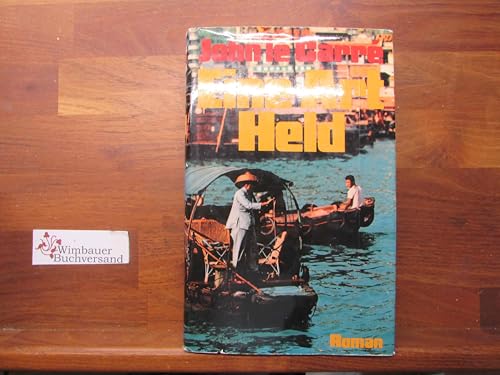 John le Carré
Eine Art
Held
Roman
Wimbauer
Buchversand